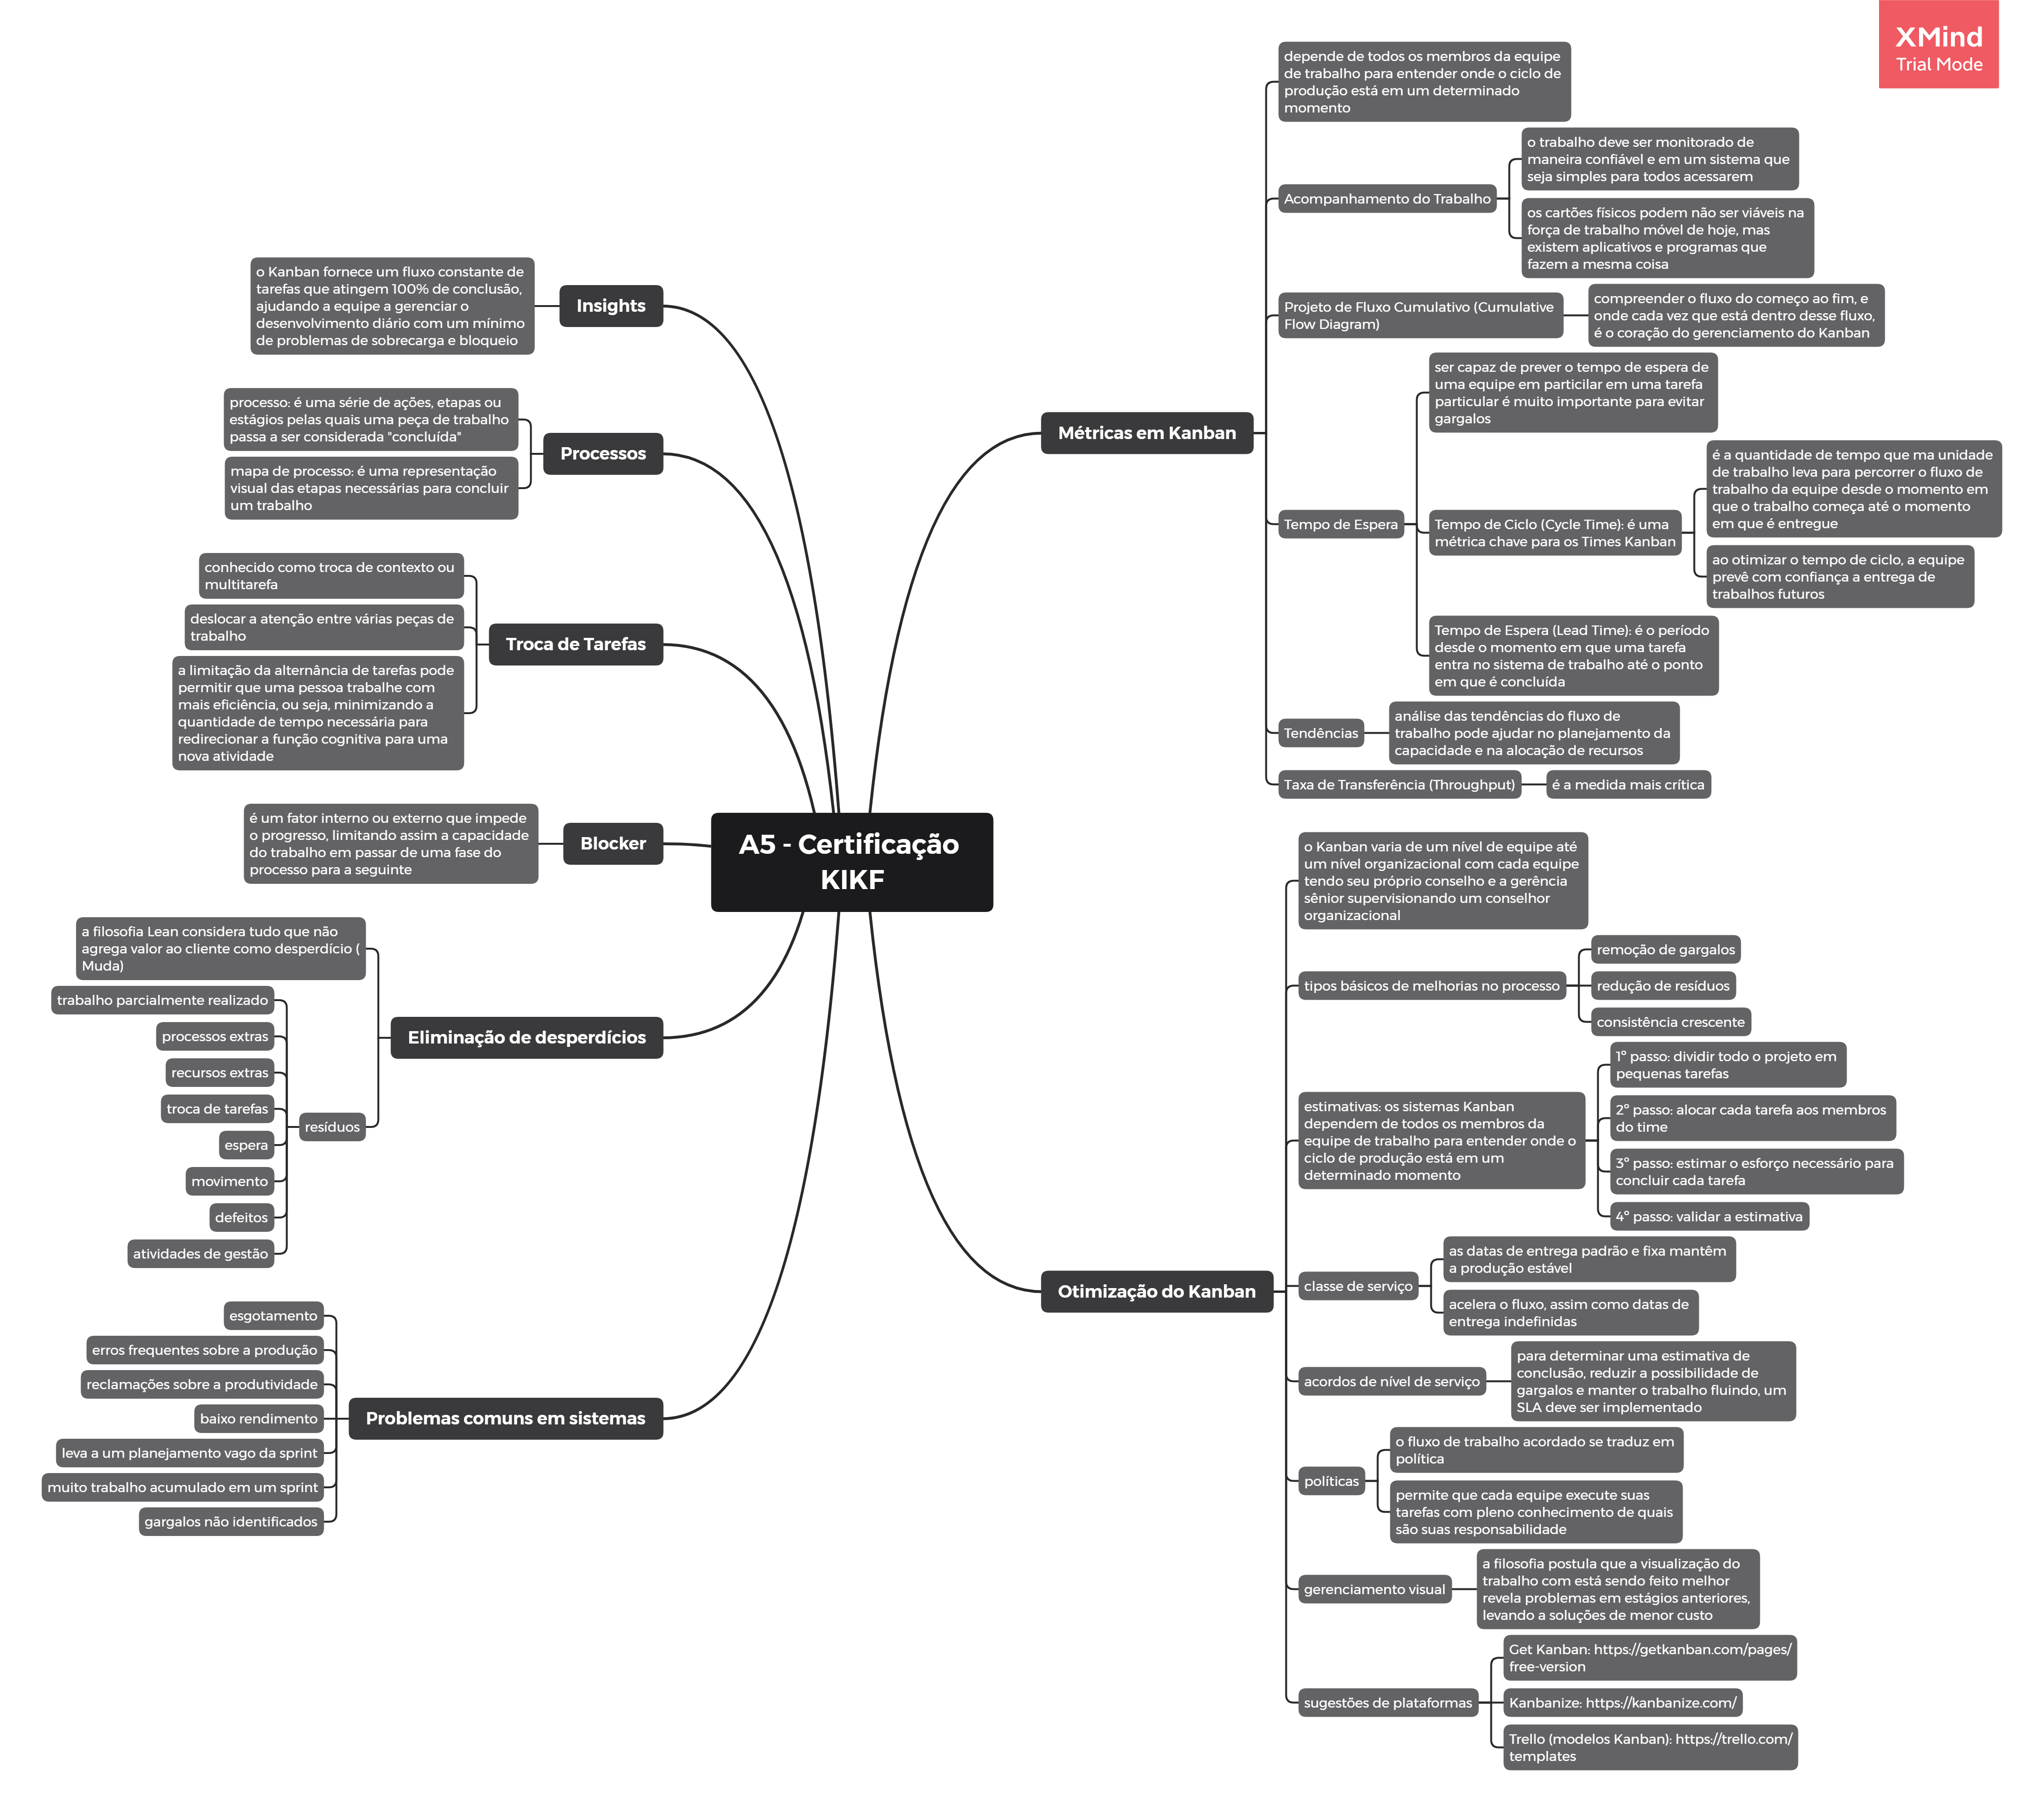 XMind
Trial Mode
A5 - Certificação
KIKF
Métricas em Kanban
depende de todos os membros da equipe
de trabalho para entender onde o ciclo de
produção está em um determinado
momento
Acompanhamento do Trabalho
o trabalho deve ser monitorado de
maneira confiável e em um sistema que
seja simples para todos acessarem
os cartões físicos podem não ser viáveis na
força de trabalho móvel de hoje, mas
existem aplicativos e programas que
fazem a mesma coisa
Projeto de Fluxo Cumulativo (Cumulative
Flow Diagram)
compreender o fluxo do começo ao fim, e
onde cada vez que está dentro desse fluxo,
é o coração do gerenciamento do Kanban
Tempo de Espera
ser capaz de prever o tempo de espera de
uma equipe em particilar em uma tarefa
particular é muito importante para evitar
gargalos
Tempo de Ciclo (Cycle Time): é uma
métrica chave para os Times Kanban
é a quantidade de tempo que ma unidade
de trabalho leva para percorrer o fluxo de
trabalho da equipe desde o momento em
que o trabalho começa até o momento
em que é entregue
ao otimizar o tempo de ciclo, a equipe
prevê com confiança a entrega de
trabalhos futuros
Tempo de Espera (Lead Time): é o período
desde o momento em que uma tarefa
entra no sistema de trabalho até o ponto
em que é concluída
Tendências
análise das tendências do fluxo de
trabalho pode ajudar no planejamento da
capacidade e na alocação de recursos
Taxa de Transferência (Throughput)
é a medida mais crítica
Otimização do Kanban
o Kanban varia de um nível de equipe até
um nível organizacional com cada equipe
tendo seu próprio conselho e a gerência
sênior supervisionando um conselhor
organizacional
tipos básicos de melhorias no processo
remoção de gargalos
redução de resíduos
consistência crescente
estimativas: os sistemas Kanban
dependem de todos os membros da
equipe de trabalho para entender onde o
ciclo de produção está em um
determinado momento
1º passo: dividir todo o projeto em
pequenas tarefas
2º passo: alocar cada tarefa aos membros
do time
3º passo: estimar o esforço necessário para
concluir cada tarefa
4º passo: validar a estimativa
classe de serviço
as datas de entrega padrão e fixa mantêm
a produção estável
acelera o fluxo, assim como datas de
entrega indefinidas
acordos de nível de serviço
para determinar uma estimativa de
conclusão, reduzir a possibilidade de
gargalos e manter o trabalho fluindo, um
SLA deve ser implementado
políticas
o fluxo de trabalho acordado se traduz em
política
permite que cada equipe execute suas
tarefas com pleno conhecimento de quais
são suas responsabilidade
gerenciamento visual
a filosofia postula que a visualização do
trabalho com está sendo feito melhor
revela problemas em estágios anteriores,
levando a soluções de menor custo
sugestões de plataformas
Get Kanban: https://getkanban.com/pages/
free-version
Kanbanize: https://kanbanize.com/
Trello (modelos Kanban): https://trello.com/
templates
Insights
o Kanban fornece um fluxo constante de
tarefas que atingem 100% de conclusão,
ajudando a equipe a gerenciar o
desenvolvimento diário com um mínimo
de problemas de sobrecarga e bloqueio
Processos
processo: é uma série de ações, etapas ou
estágios pelas quais uma peça de trabalho
passa a ser considerada "concluída"
mapa de processo: é uma representação
visual das etapas necessárias para concluir
um trabalho
Troca de Tarefas
conhecido como troca de contexto ou
multitarefa
deslocar a atenção entre várias peças de
trabalho
a limitação da alternância de tarefas pode
permitir que uma pessoa trabalhe com
mais eficiência, ou seja, minimizando a
quantidade de tempo necessária para
redirecionar a função cognitiva para uma
nova atividade
Blocker
é um fator interno ou externo que impede
o progresso, limitando assim a capacidade
do trabalho em passar de uma fase do
processo para a seguinte
Eliminação de desperdícios
a filosofia Lean considera tudo que não
agrega valor ao cliente como desperdício (
Muda)
resíduos
trabalho parcialmente realizado
processos extras
recursos extras
troca de tarefas
espera
movimento
defeitos
atividades de gestão
Problemas comuns em sistemas
esgotamento
erros frequentes sobre a produção
reclamações sobre a produtividade
baixo rendimento
leva a um planejamento vago da sprint
muito trabalho acumulado em um sprint
gargalos não identificados